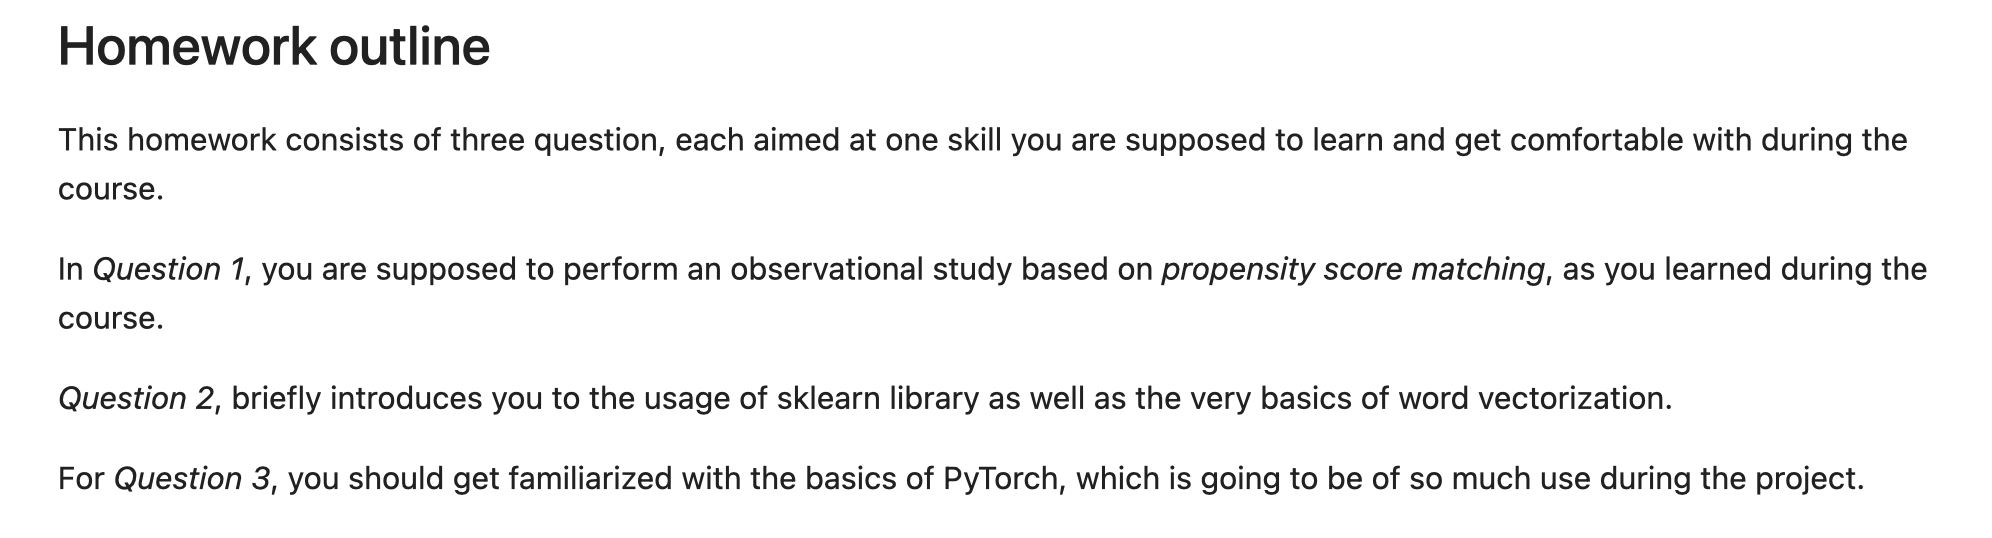 Homework outline
This homework consists of three question, each aimed at one skill you are supposed to learn and get comfortable with during the
course.
In Question 1, you are supposed to perform an observational study based on propensity score matching, as you learned during the
course.
Question 2, briefly introduces you to the usage of sklearn library as well as the very basics of word vectorization.
For Question 3, you should get familiarized with the basics of PyTorch, which is going to be of so much use during the project.